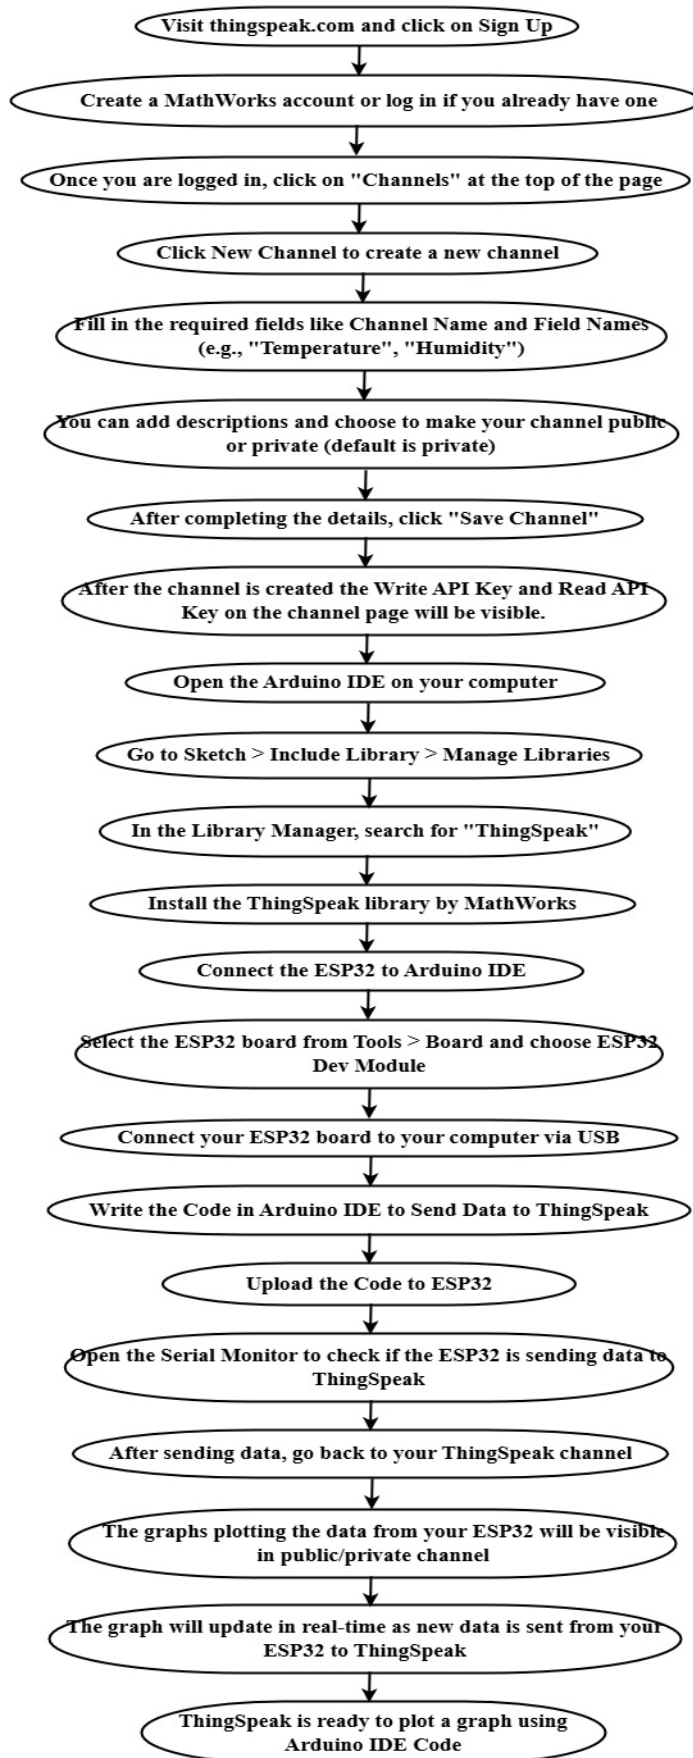 Visit thingspeak.com and click on Sign Up
Create a MathWorks account or log in if you already have one
Once you are logged in, click on "Channels" at the top of the page
Click New Channel to create a new channel
Fill in the required fields like Channel Name and Field Names
(e.g., "Temperature", "Humidity")
You can add descriptions and choose to make your channel public
or private (default is private)
After completing the details, click "Save Channel"
After the channel is created the Write API Key and Read API
Key on the channel page will be visible.
Open the Arduino IDE on your computer
Go to Sketch > Include Library > Manage Libraries
In the Library Manager, search for "ThingSpeak"
Install the ThingSpeak library by MathWorks
Connect the ESP32 to Arduino IDE
Select the ESP32 board from Tools > Board and choose ESP32
Dev Module
Connect your ESP32 board to your computer via USB
Write the Code in Arduino IDE to Send Data to ThingSpeak
Upload the Code to ESP32
Open the Serial Monitor to check if the ESP32 is sending data to
ThingSpeak
After sending data, go back to your ThingSpeak channel
The graphs plotting the data from your ESP32 will be visible
in public/private channel
The graph will update in real-time as new data is sent from your
ESP32 to ThingSpeak
ThingSpeak is ready to plot a graph using
Arduino IDE Code